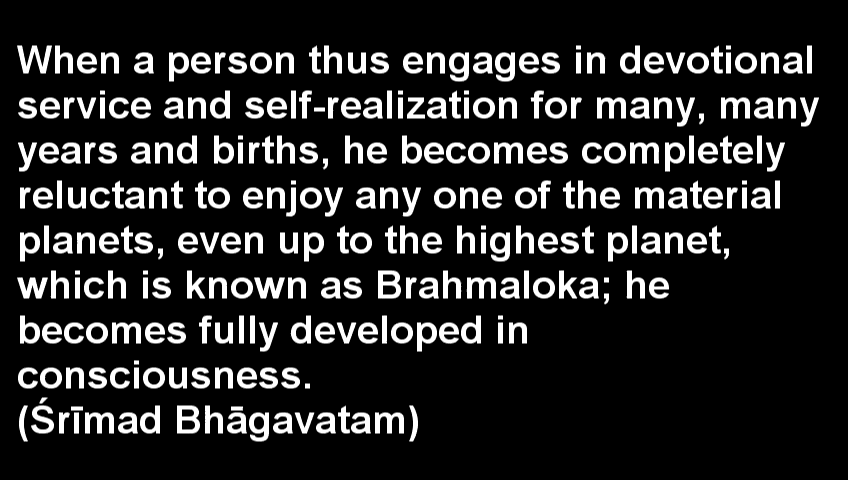 When a person thus engages in devotional
service and self-realization for many, many
years and births, he becomes completely
reluctant to enjoy any one of the material
planets, even up to the highest planet,
which is known as Brahmaloka; he
becomes fully developed in
consciousness.
(Śrīmad Bhāgavatam)